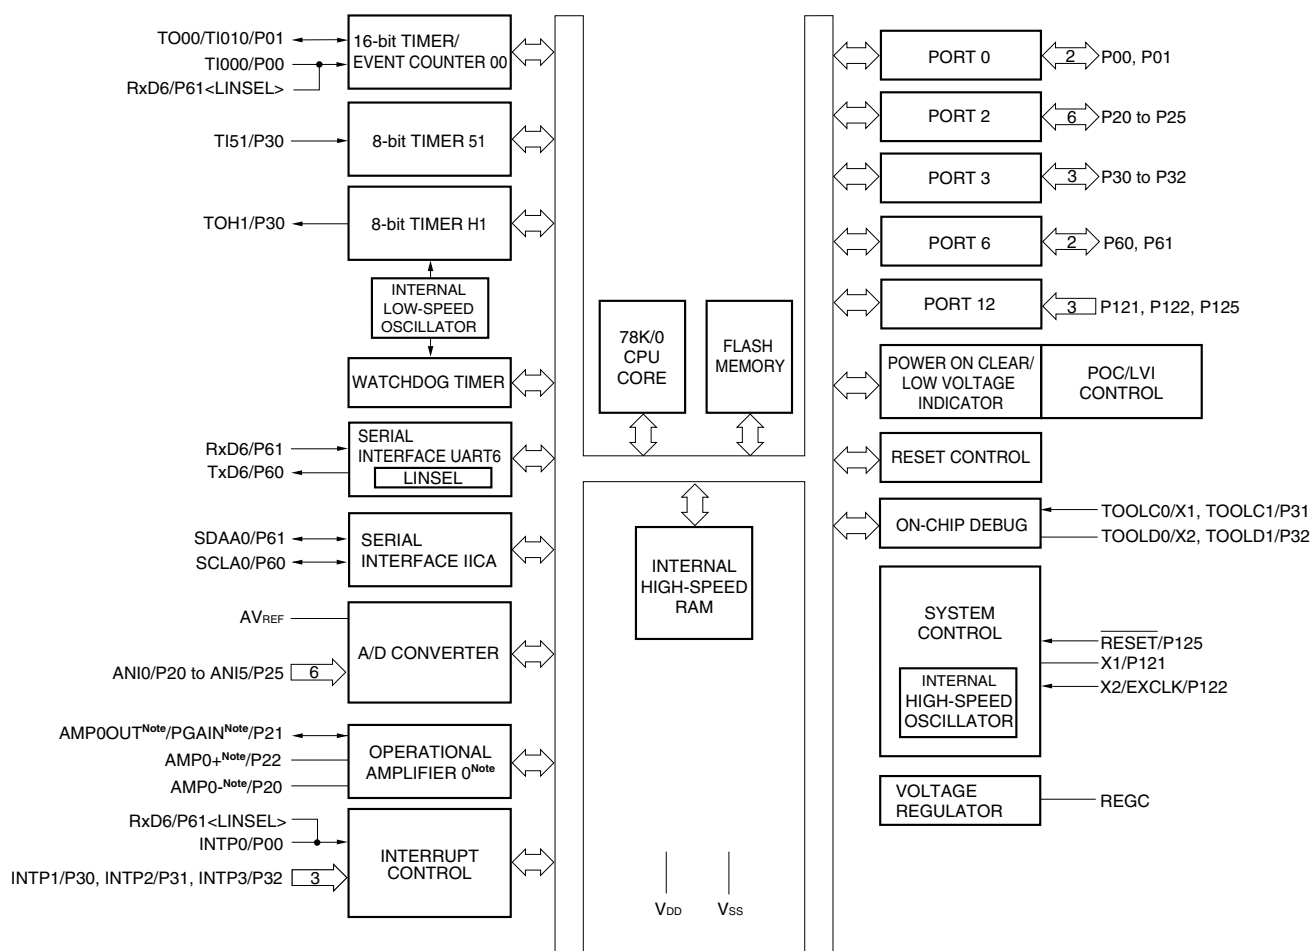 TO00/TI010/P01
TI000/P00
RxD6/P61<LINSEL>
16-bit TIMER/
EVENT COUNTER 00
TI51/P30
8-bit TIMER 51
TOH1/P30
8-bit TIMER H1
INTERNAL
LOW-SPEED
OSCILLATOR
WATCHDOG TIMER
RxD6/P61
TxD6/P60
SERIAL
INTERFACE UART6
LINSEL
SDAA0/P61
SCLA0/P60
SERIAL
INTERFACE IICA
AVREF
ANI0/P20 to ANI5/P25
6
A/D CONVERTER
AMP0OUTNote/PGAINNote/P21
AMP0+Note/P22
AMP0-Note/P20
OPERATIONAL
AMPLIFIER 0Note
RxD6/P61<LINSEL>
INTP0/P00
INTP1/P30, INTP2/P31, INTP3/P32
3
INTERRUPT
CONTROL
78K/0
CPU
CORE
FLASH
MEMORY
INTERNAL
HIGH-SPEED
RAM
VDD
VSS
PORT 0
2
P00, P01
PORT 2
6
P20 to P25
PORT 3
3
P30 to P32
PORT 6
2
P60, P61
PORT 12
3
P121, P122, P125
POWER ON CLEAR/
LOW VOLTAGE
INDICATOR
POC/LVI
CONTROL
RESET CONTROL
ON-CHIP DEBUG
TOOLC0/X1, TOOLC1/P31
TOOLD0/X2, TOOLD1/P32
SYSTEM
CONTROL
INTERNAL
HIGH-SPEED
OSCILLATOR
RESET/P125
X1/P121
X2/EXCLK/P122
VOLTAGE
REGULATOR
REGC